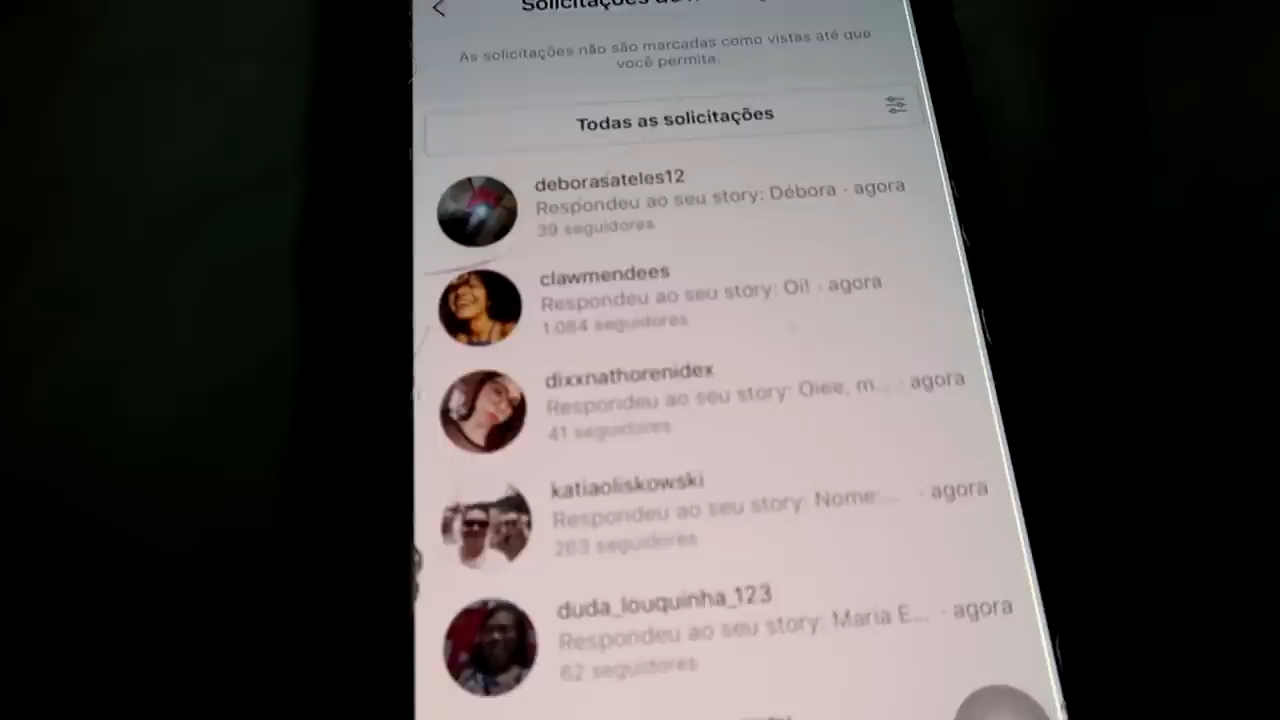 As solicitações não são marcadas como vistas até que
você permita.
Todas as solicitações
deborasateles12
Respondeu ao seu story: Débora · agora
39 seguidores
clawmendees
Respondeu ao seu story: Oi! · agora
1.084 seguidores
dixxnathorenidex
Respondeu ao seu story: Oiee, m... · agora
41 seguidores
katiaoliskowski
Respondeu ao seu story: Nome:... · agora
263 seguidores
duda_louquinha_123
Respondeu ao seu story: Maria E... · agora
62 seguidores